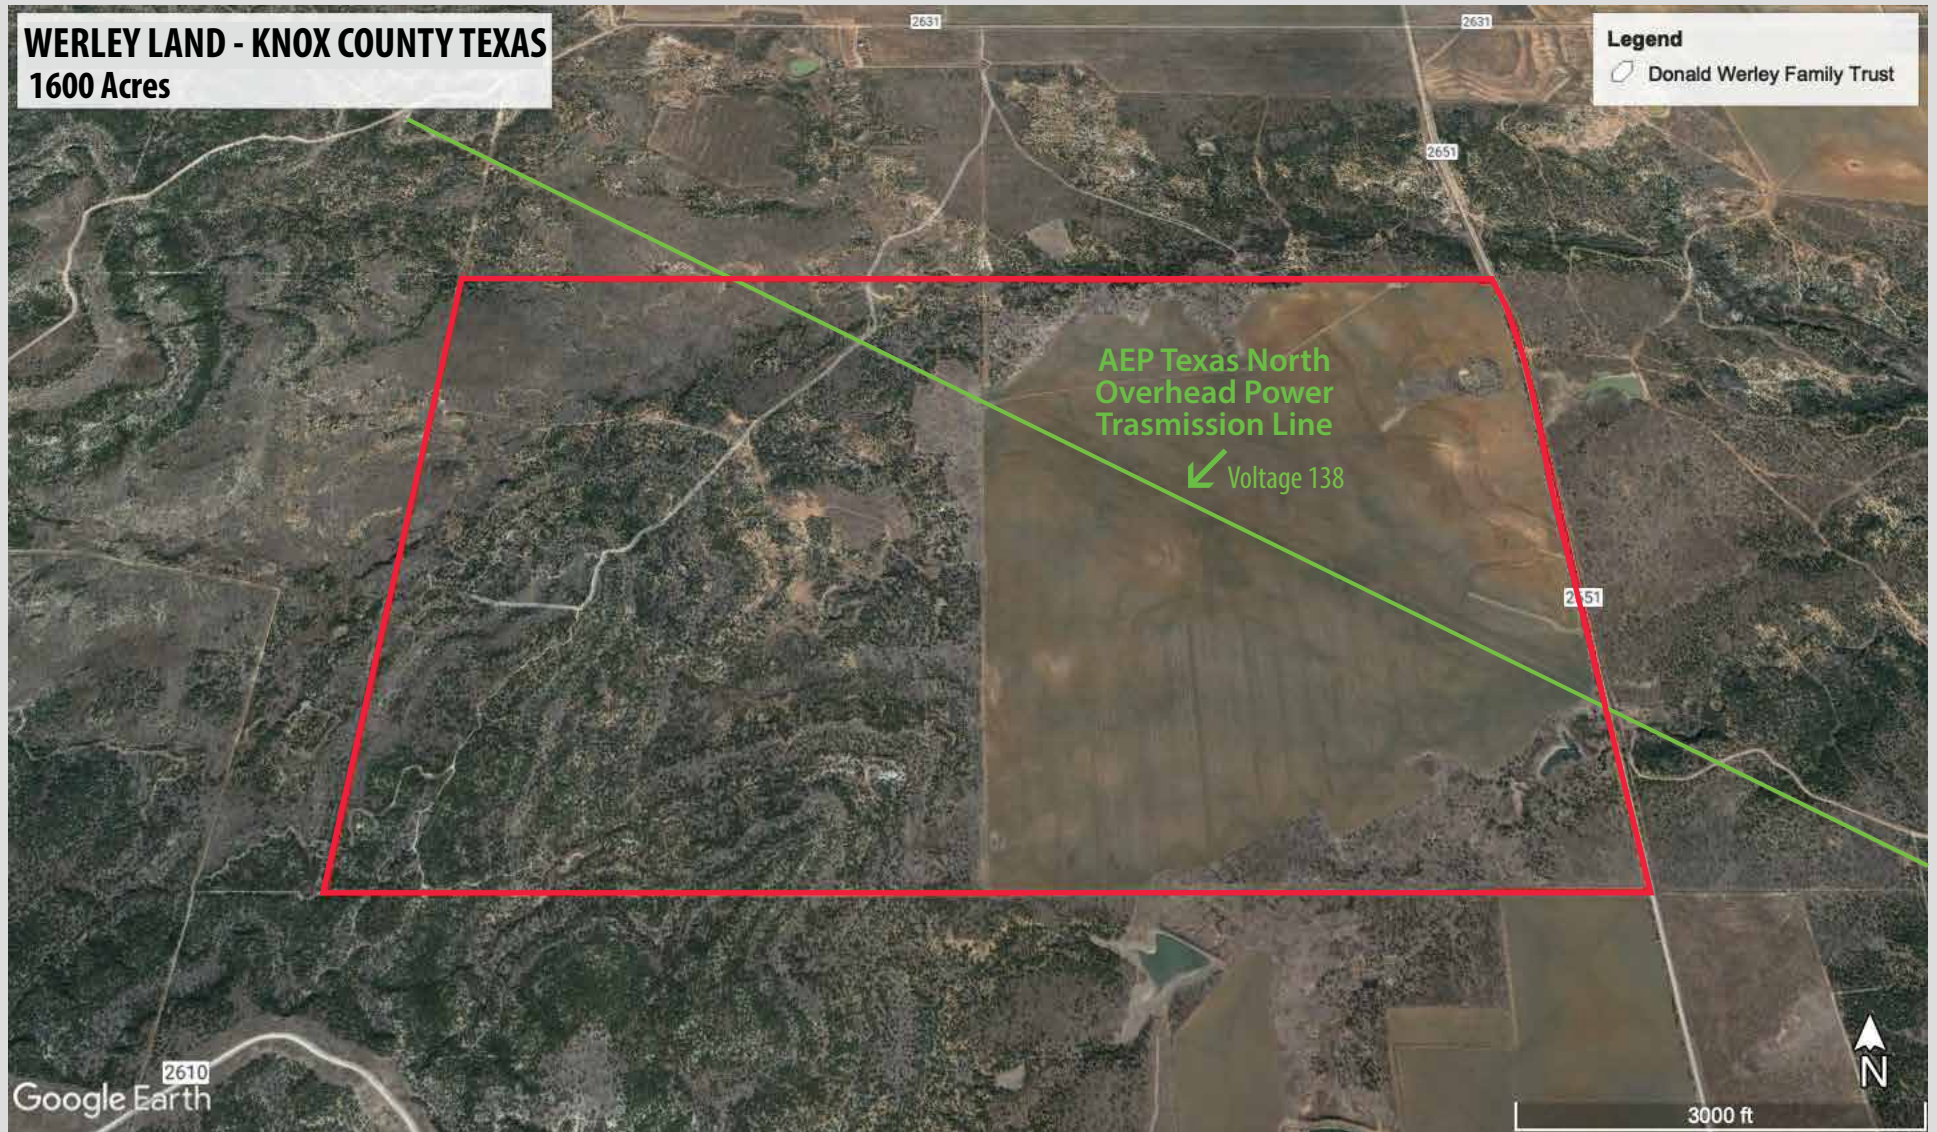 WERLEY LAND - KNOX COUNTY TEXAS
1600 Acres
2631
2631
Legend
Donald Werley Family Trust
2651
AEP Texas North
Overhead Power
Trasmission Line
Voltage 138
2651
2610
Google Earth
N
3000 ft